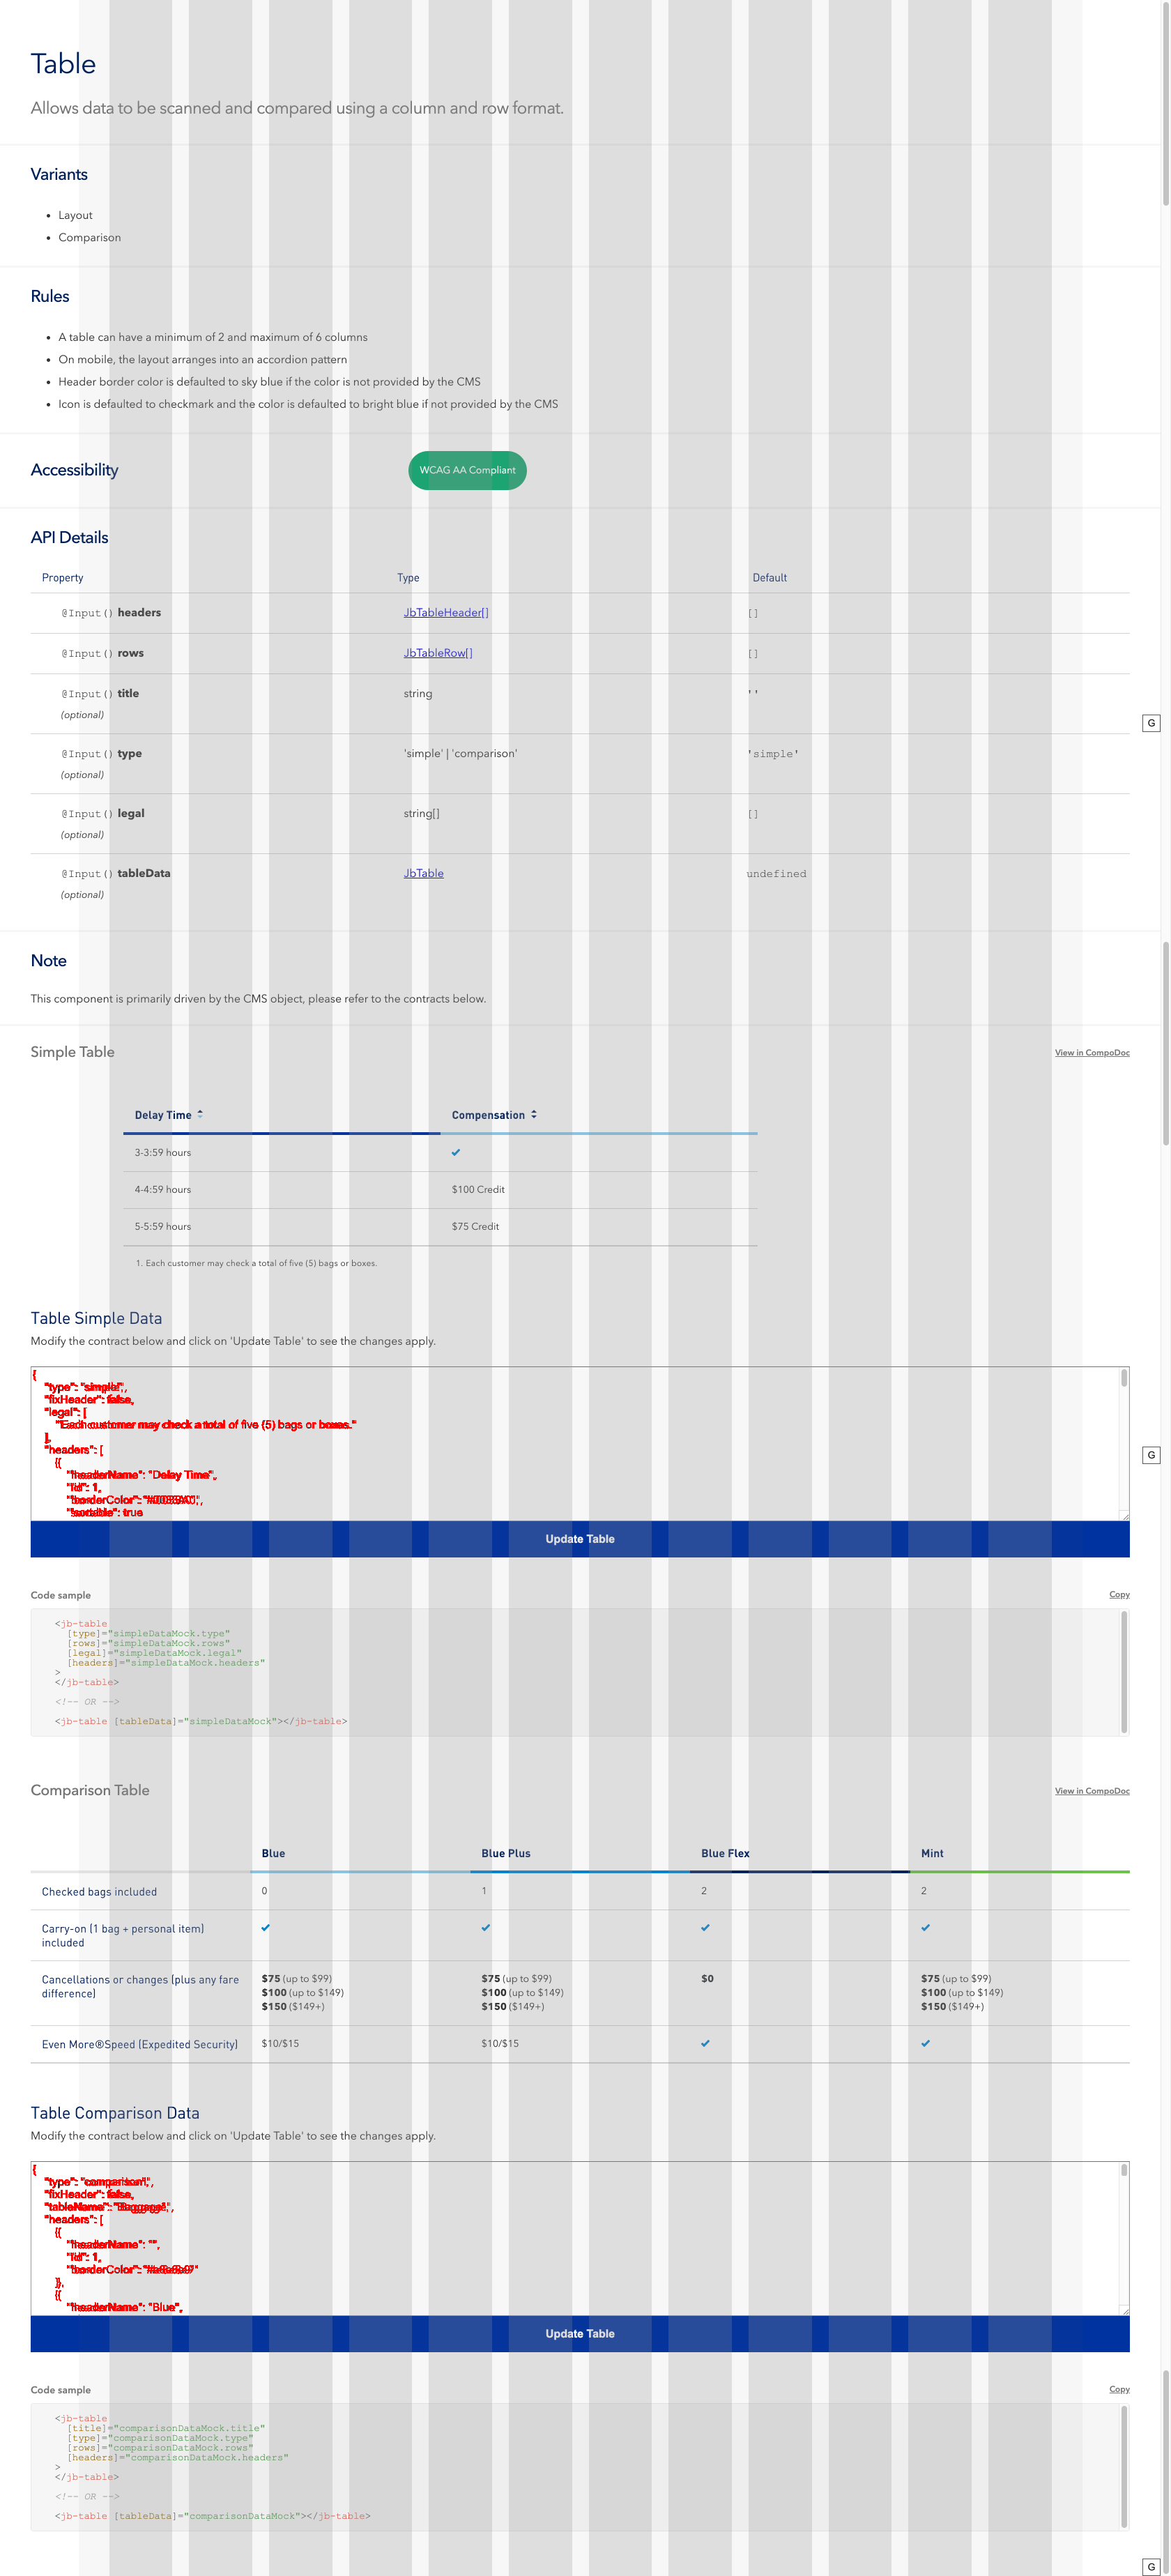 Table
Allows data to be scanned and compared using a column and row format.
Variants
Layout
Comparison
Rules
A table can have a minimum of 2 and maximum of 6 columns
On mobile, the layout arranges into an accordion pattern
Header border color is defaulted to sky blue if the color is not provided by the CMS
Icon is defaulted to checkmark and the color is defaulted to bright blue if not provided by the CMS
Accessibility WCAG AA Compliant
API Details
Property Type Default
@Input() headers JbTableHeader[] []
@Input() rows JbTableRow[] []
@Input() title string ''
(optional)
G
@Input() type 'simple' | 'comparison' 'simple'
(optional)
@Input() legal string[] []
(optional)
@Input() tableData JbTable undefined
(optional)
Note
This component is primarily driven by the CMS object, please refer to the contracts below.
Simple Table View in CompoDoc
Delay Time Compensation
3-3:59 hours
4-4:59 hours $100 Credit
5-5:59 hours $75 Credit
1. Each customer may check a total of five (5) bags or boxes.
Table Simple Data
Modify the contract below and click on 'Update Table' to see the changes apply.
{
"type": "simple",
"fixHeader": false,
"legal": [
"Each customer may check a total of five (5) bags or boxes."
],
"headers": [
{
"headerName": "Delay Time",
"id": 1,
"borderColor":
"sortable": true
G
Update Table
Code sample Copy
<jb-table
[type]="simpleDataMock.type"
[rows]="simpleDataMock.rows"
[legal]="simpleDataMock.legal"
[headers]="simpleDataMock.headers"
>
</jb-table>
<!-- OR -->
<jb-table [tableData]="simpleDataMock"></jb-table>
Comparison Table View in CompoDoc
Blue Blue Plus Blue Flex Mint
Checked bags included 0 1 2 2
Carry-on (1 bag + personal item)
included
Cancellations or changes (plus any fare $75 (up to $99) $75 (up to $99) $0 $75 (up to $99)
difference) $100 (up to $149) $100 (up to $149) $100 (up to $149)
$150 ($149+) $150 ($149+) $150 ($149+)
Even More®Speed (Expedited Security) $10/$15 $10/$15
Table Comparison Data
Modify the contract below and click on 'Update Table' to see the changes apply.
{
"type": "comparison",
"fixHeader": false,
"tableName": "Baggage",
"headers": [
{
"headerName": "",
"id": 1,
"borderColor":
},
{
"headerName": "Blue",
Update Table
Code sample Copy
<jb-table
[title]="comparisonDataMock.title"
[type]="comparisonDataMock.type"
[rows]="comparisonDataMock.rows"
[headers]="comparisonDataMock.headers"
>
</jb-table>
<!-- OR -->
<jb-table [tableData]="comparisonDataMock"></jb-table>
G